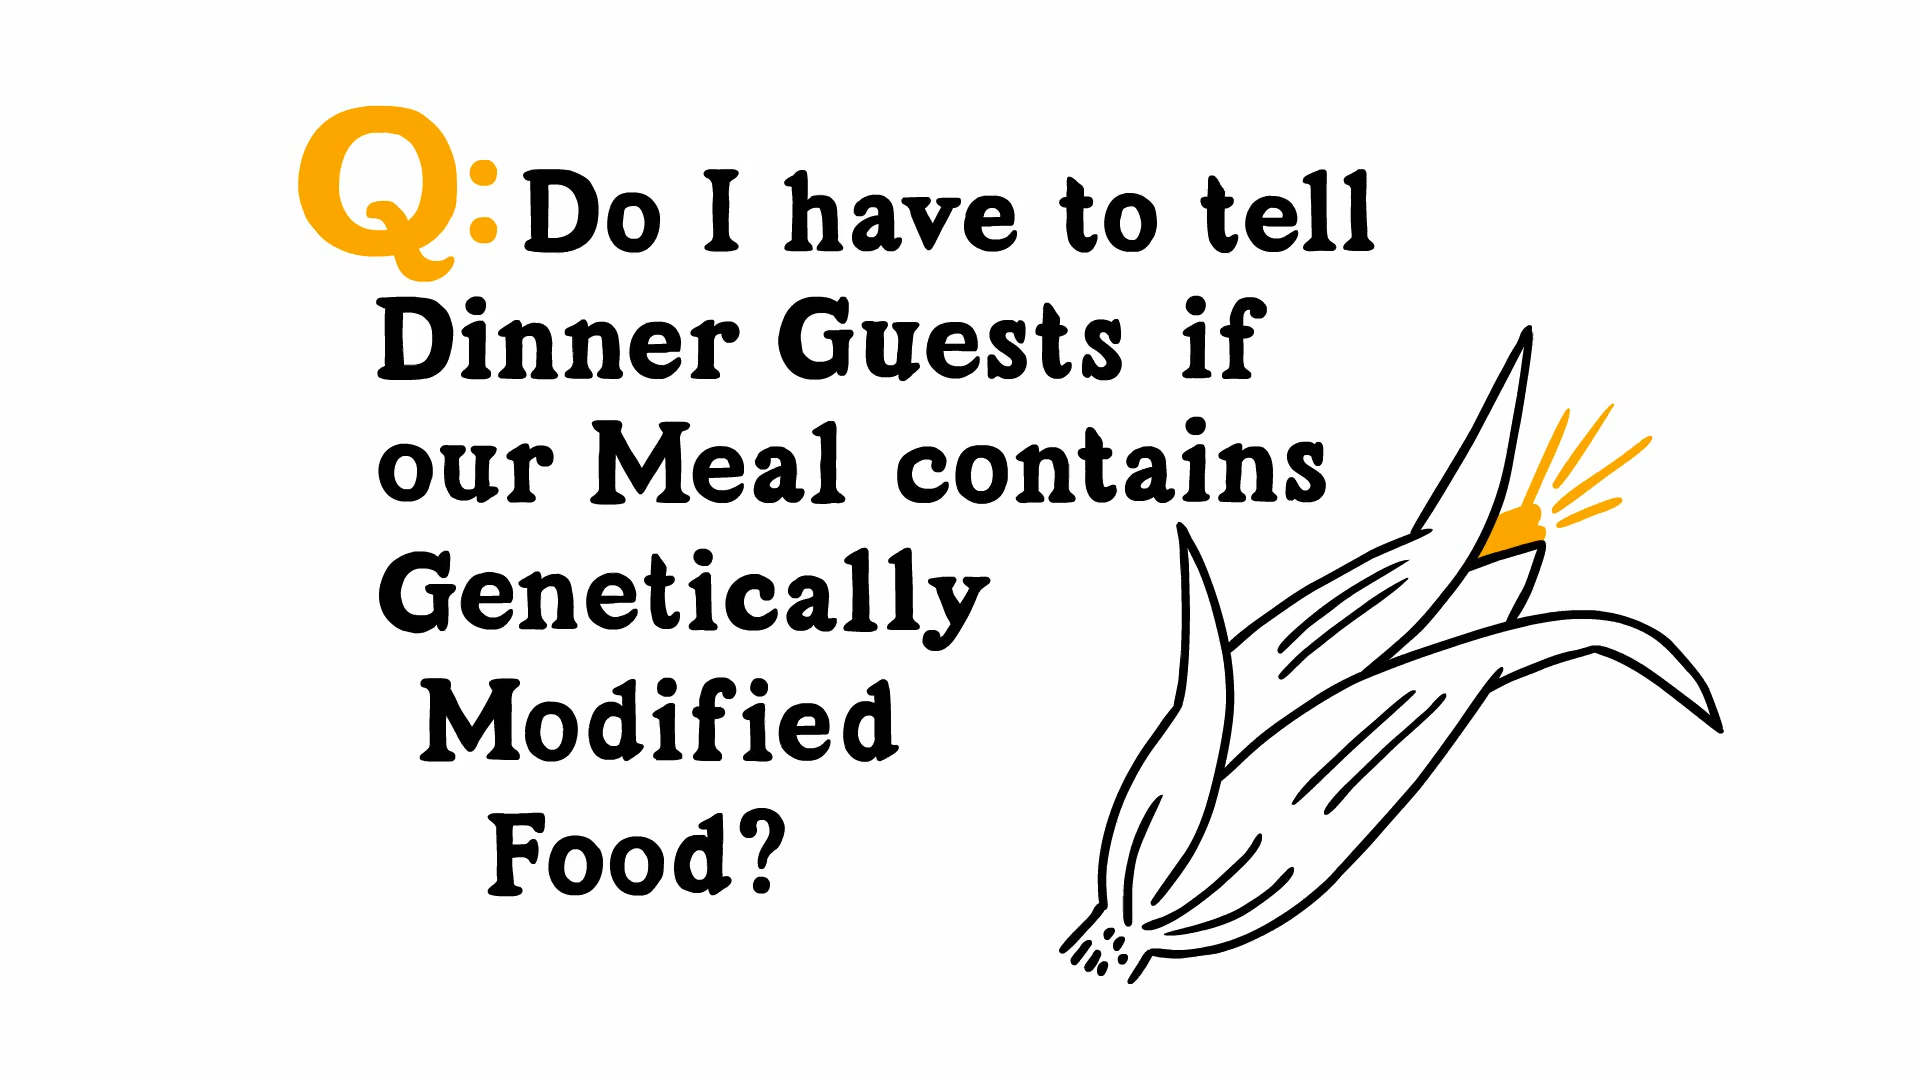 Q: Do I have to tell
Dinner Guests if
our Meal contains
Genetically
Modified
Food?